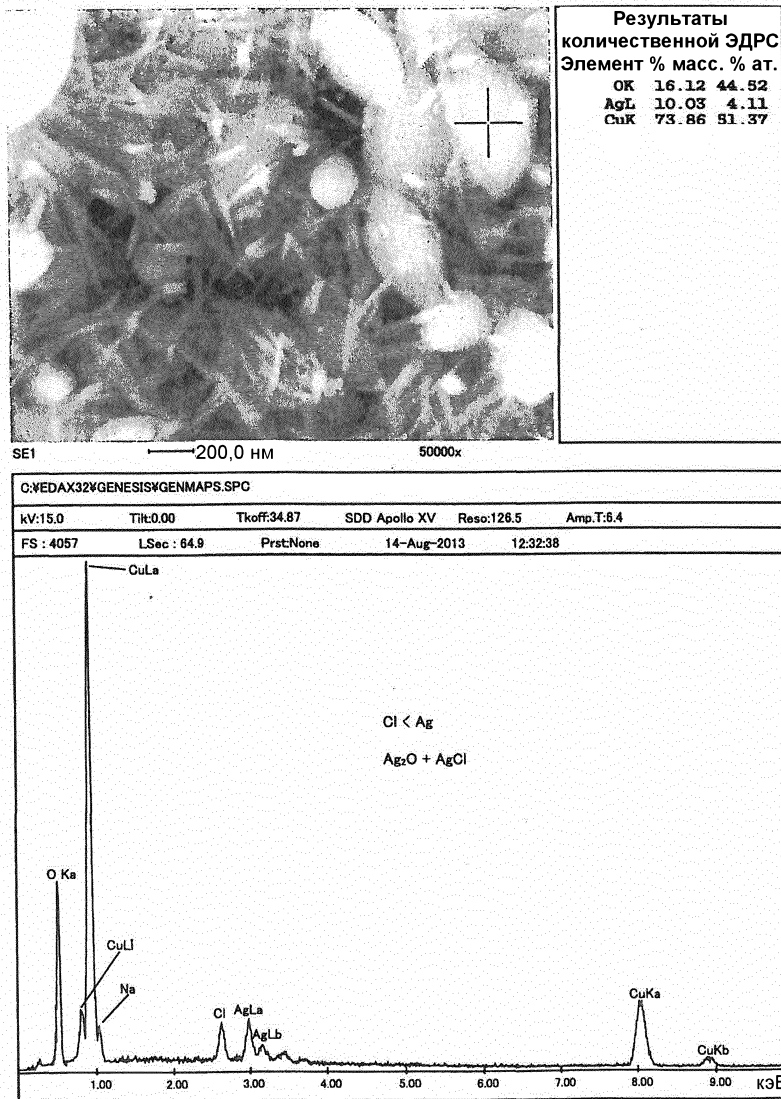 Результаты
количественной ЭДРС
Элемент % масс. % ат.
OK 16.12 44.52
AgL 10.03 4.11
CuK 73.86 51.37
SE1 200,0 нм 50000x
C:¥EDAX32¥GENESIS¥GENMAPS.SPC
kV:15.0 Tilt:0.00 Tkoff:34.87 SDD Apollo XV Reso:126.5 Amp.T:6.4
FS : 4057 LSec : 64.9 Prst:None 14-Aug-2013 12:32:38
CuLa
Cl < Ag
Ag₂O + AgCl
O Ka
CuLl
Na
Cl AgLa
AgLb
CuKa
CuKb
1.00 2.00 3.00 4.00 5.00 6.00 7.00 8.00 9.00 КЭВ